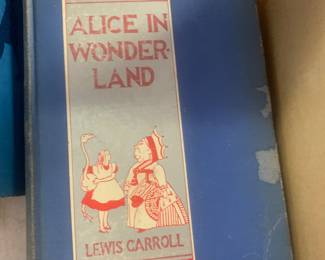 ALICE IN
WONDER-
LAND
LEWIS CARROLL